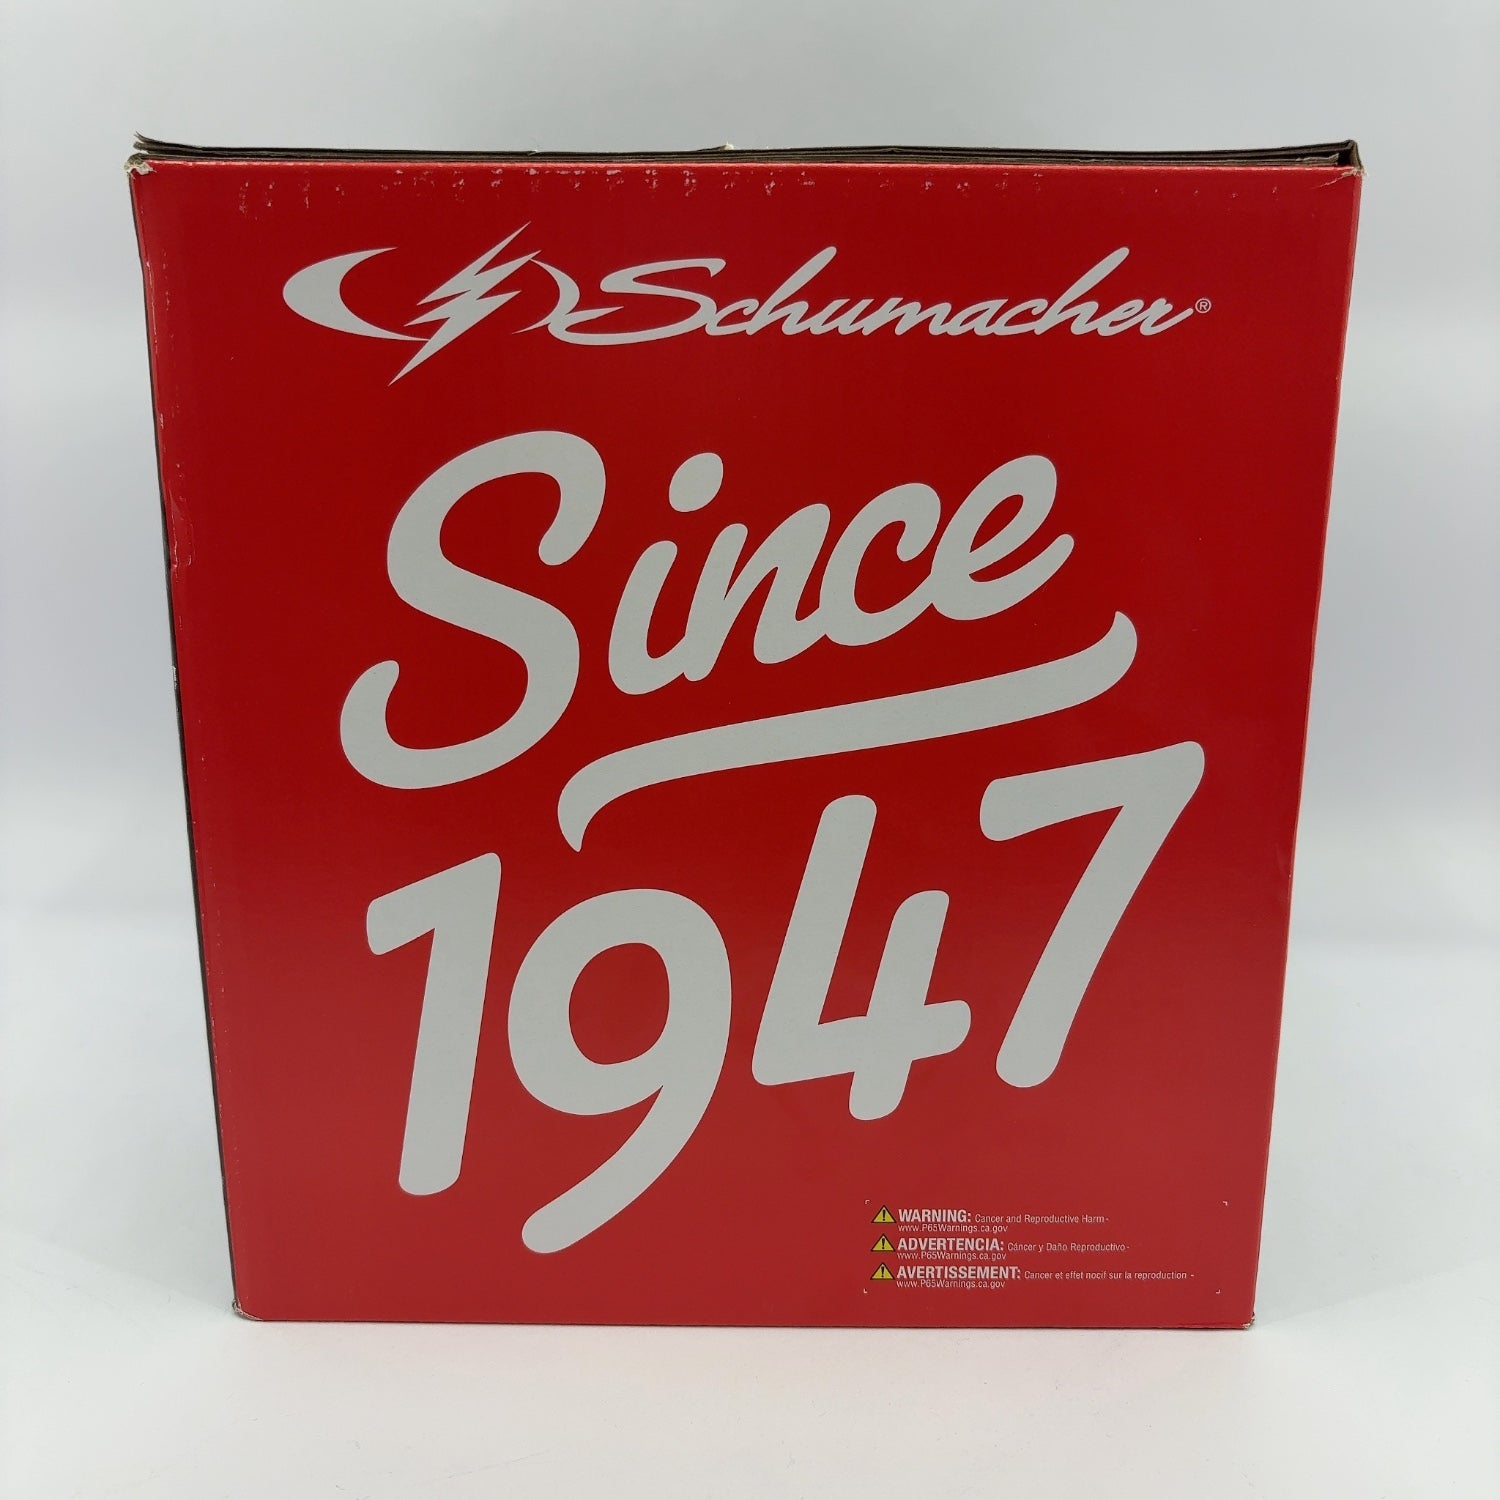 Schumacher®
Since
1947
WARNING: Cancer and Reproductive Harm -
www.P65Warnings.ca.gov
ADVERTENCIA: Cáncer y Daño Reproductivo -
www.P65Warnings.ca.gov
AVERTISSEMENT: Cancer et effet nocif sur la reproduction -
www.P65Warnings.ca.gov